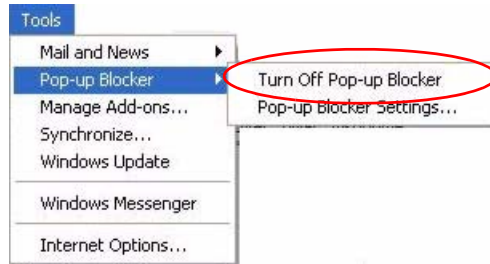 Tools
Mail and News
Pop-up Blocker
Turn Off Pop-up Blocker
Manage Add-ons...
Pop-up Blocker Settings...
Synchronize...
Windows Update
Windows Messenger
Internet Options...